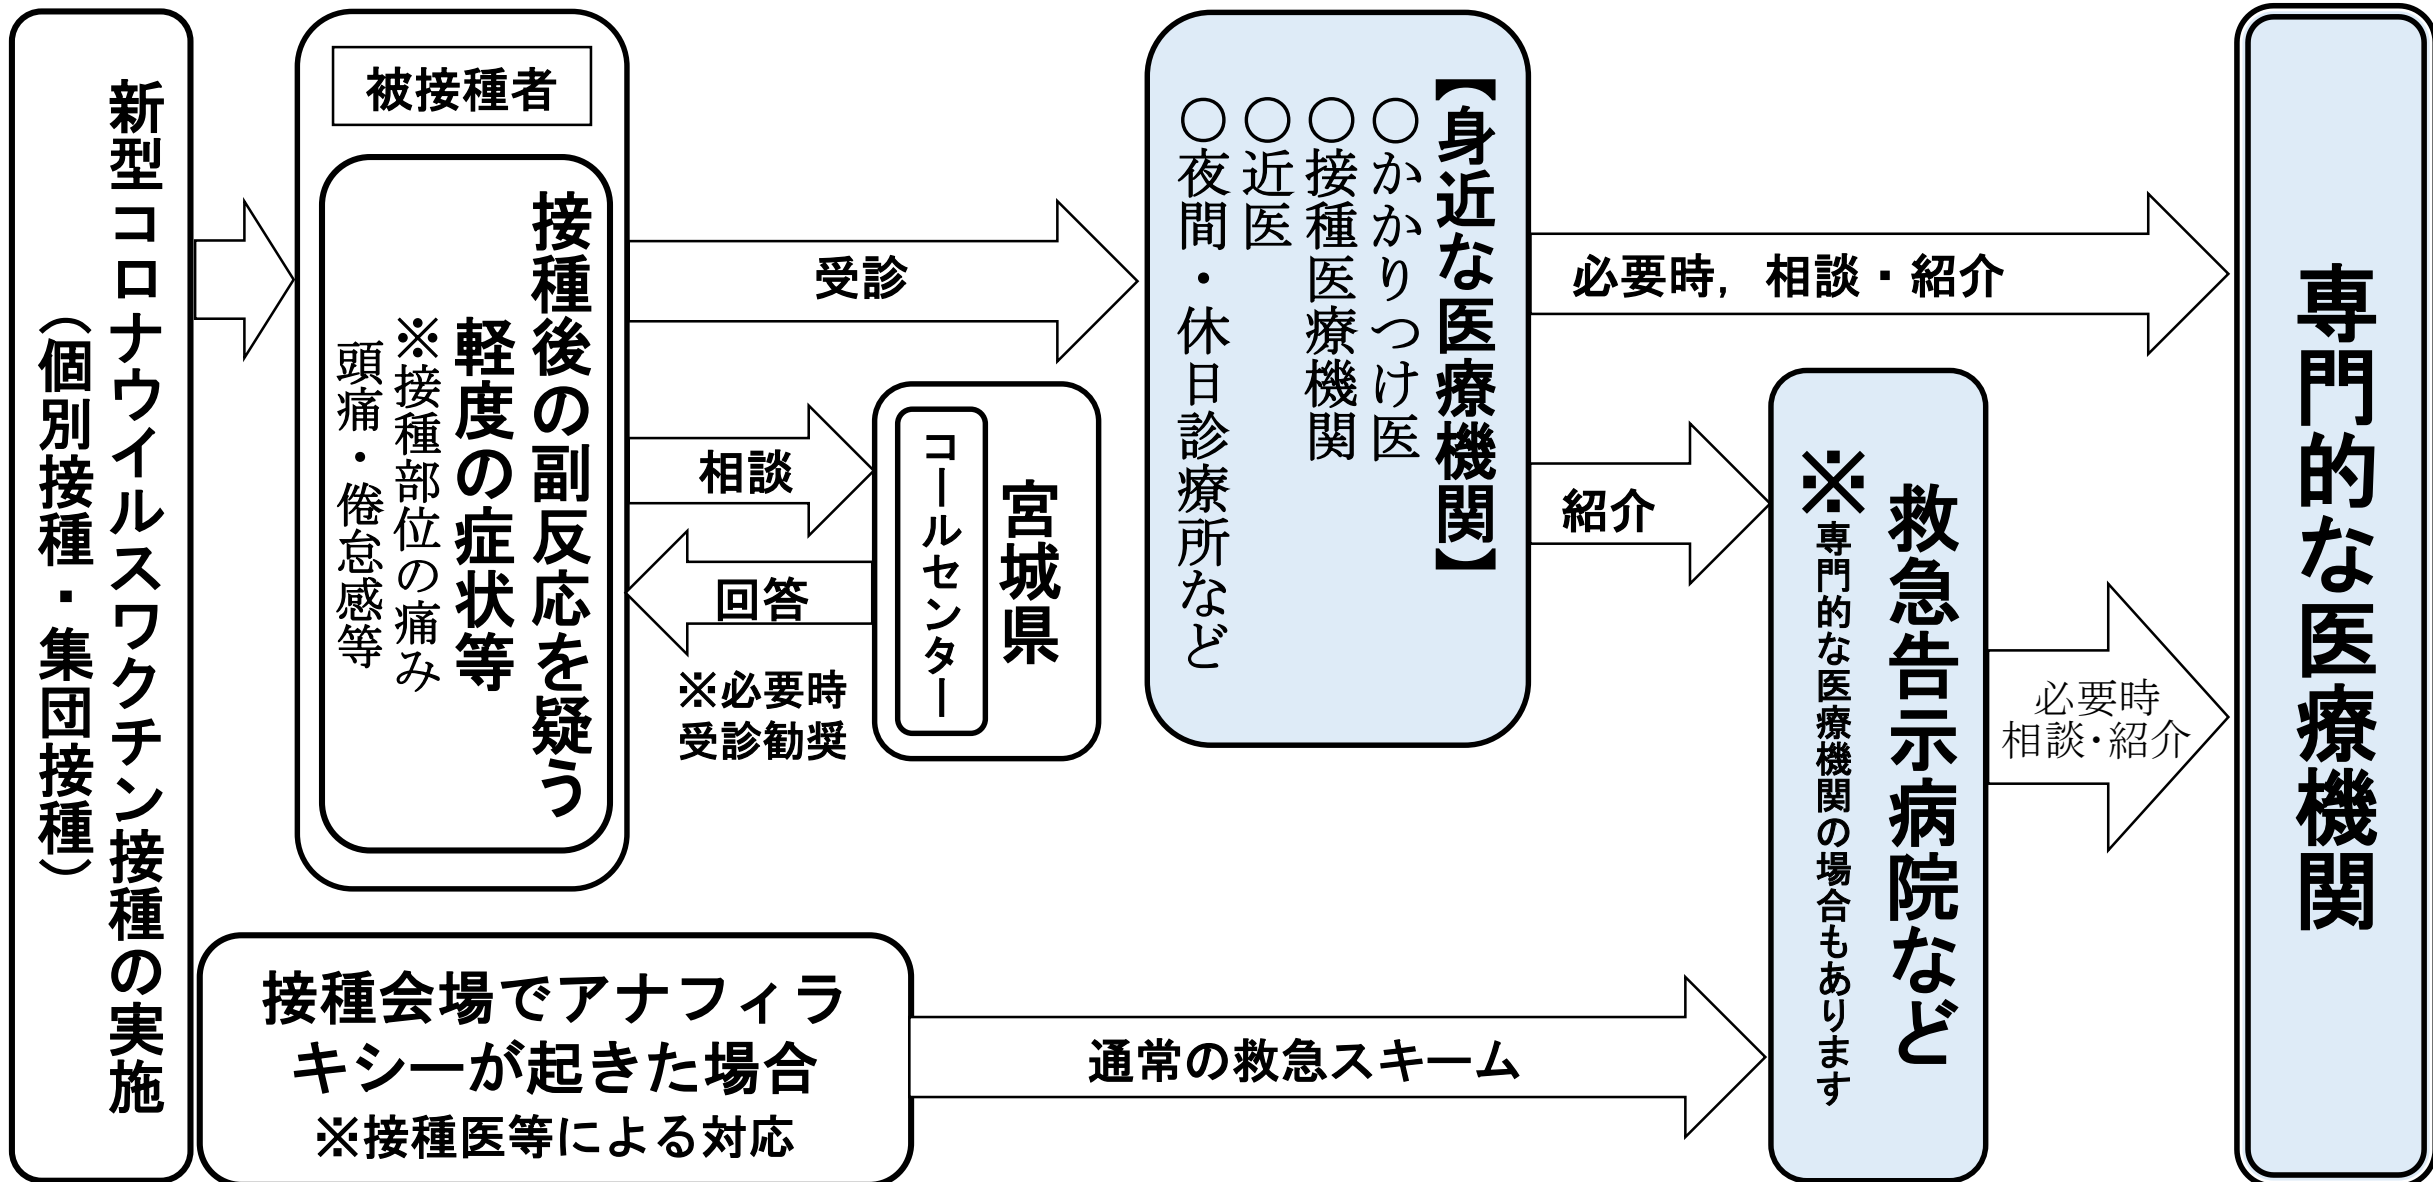 新型コロナウイルスワクチン接種の実施
（個別接種・集団接種）
被接種者
接種後の副反応を疑う
軽度の症状等
※接種部位の痛み
頭痛・倦怠感等
受診
相談
回答
※必要時
受診勧奨
宮城県
コールセンター
【身近な医療機関】
〇かかりつけ医
〇接種医療機関
〇近医
〇夜間・休日診療所など
必要時，相談・紹介
紹介
救急告示病院など
※専門的な医療機関の場合もあります
必要時
相談・紹介
専門的な医療機関
接種会場でアナフィラ
キシーが起きた場合
※接種医等による対応
通常の救急スキーム